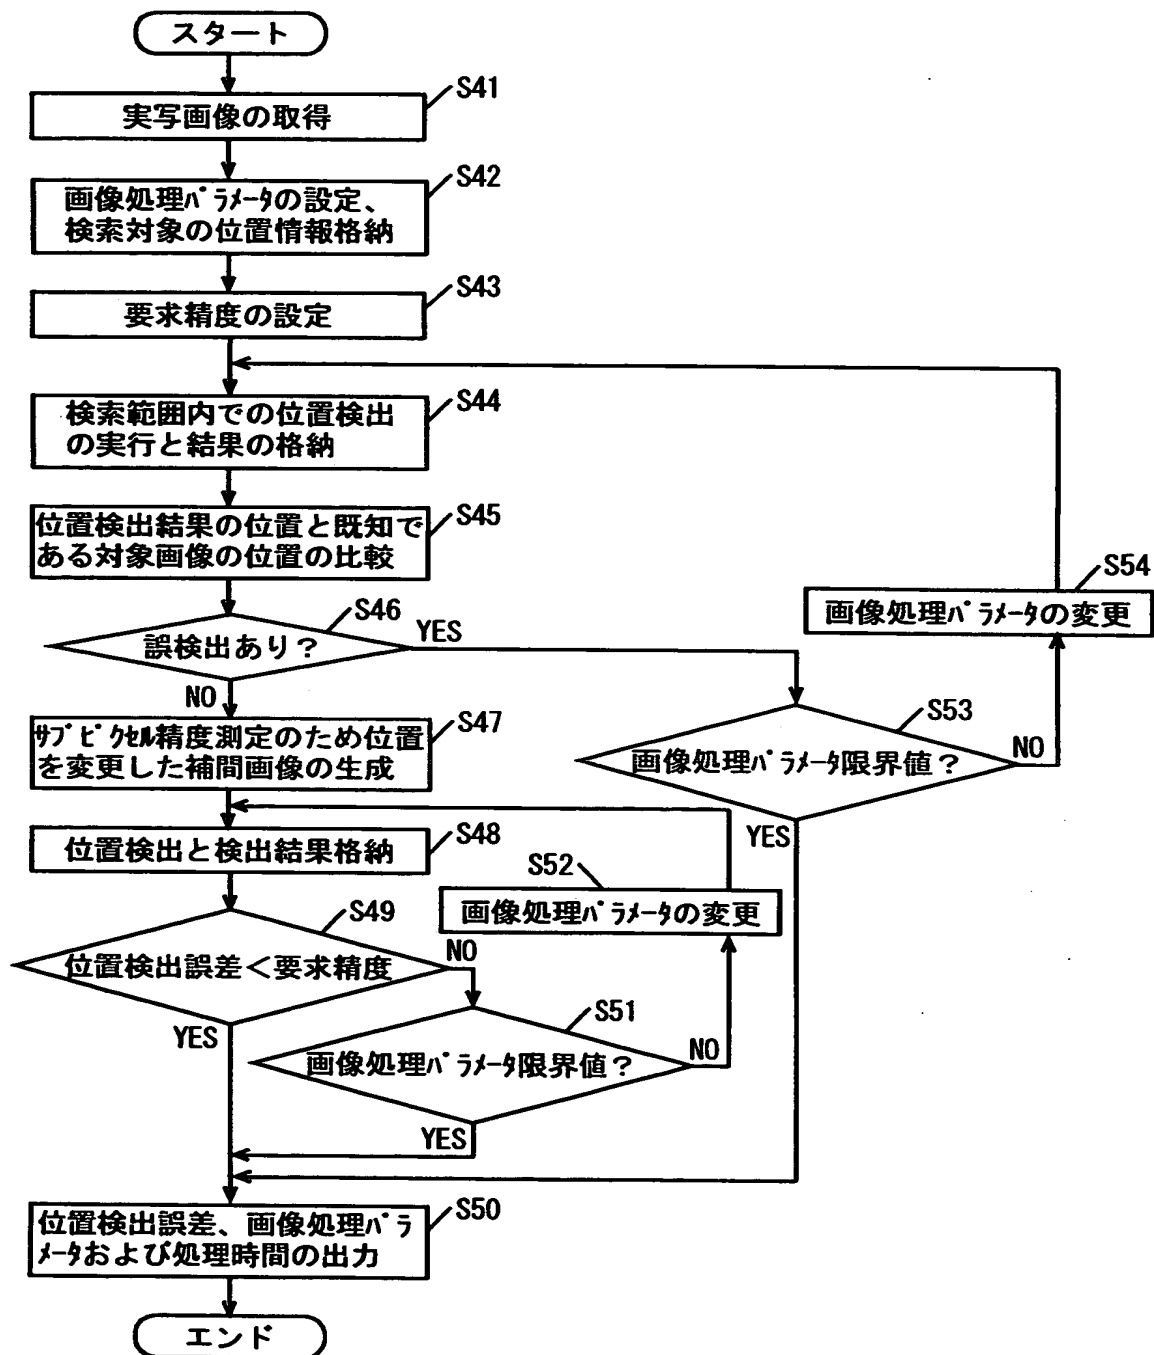 スタート
S41
実写画像の取得
S42
画像処理ﾊﾟﾗﾒｰﾀの設定、
検索対象の位置情報格納
S43
要求精度の設定
S44
検索範囲内での位置検出
の実行と結果の格納
S45
位置検出結果の位置と既知で
ある対象画像の位置の比較
S46
誤検出あり？
YES
NO
S54
画像処理ﾊﾟﾗﾒｰﾀの変更
S53
画像処理ﾊﾟﾗﾒｰﾀ限界値？
NO
YES
S47
ｻﾌﾞﾋﾟｸｾﾙ精度測定のため位置
を変更した補間画像の生成
S48
位置検出と検出結果格納
S52
画像処理ﾊﾟﾗﾒｰﾀの変更
S49
位置検出誤差＜要求精度
NO
YES
S51
画像処理ﾊﾟﾗﾒｰﾀ限界値？
NO
YES
S50
位置検出誤差、画像処理ﾊﾟﾗ
ﾒｰﾀおよび処理時間の出力
エンド